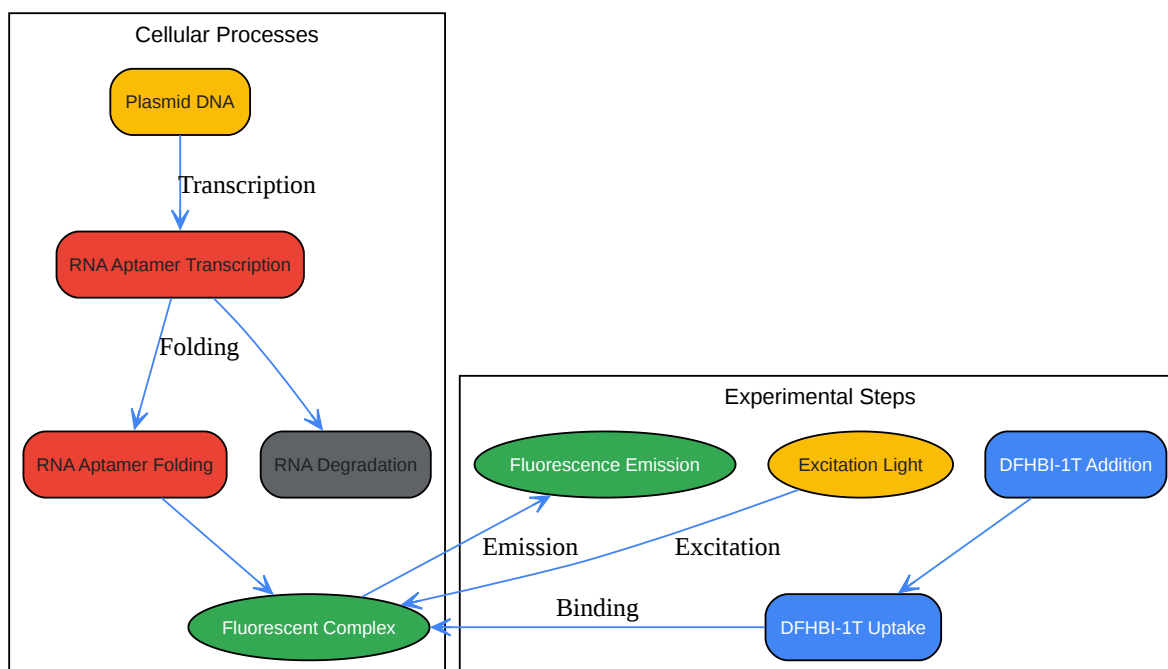 Cellular Processes
Plasmid DNA
Transcription
RNA Aptamer Transcription
Folding
RNA Aptamer Folding
RNA Degradation
Fluorescent Complex
Experimental Steps
Fluorescence Emission
Excitation Light
DFHBI-1T Addition
Emission
Excitation
Binding
DFHBI-1T Uptake